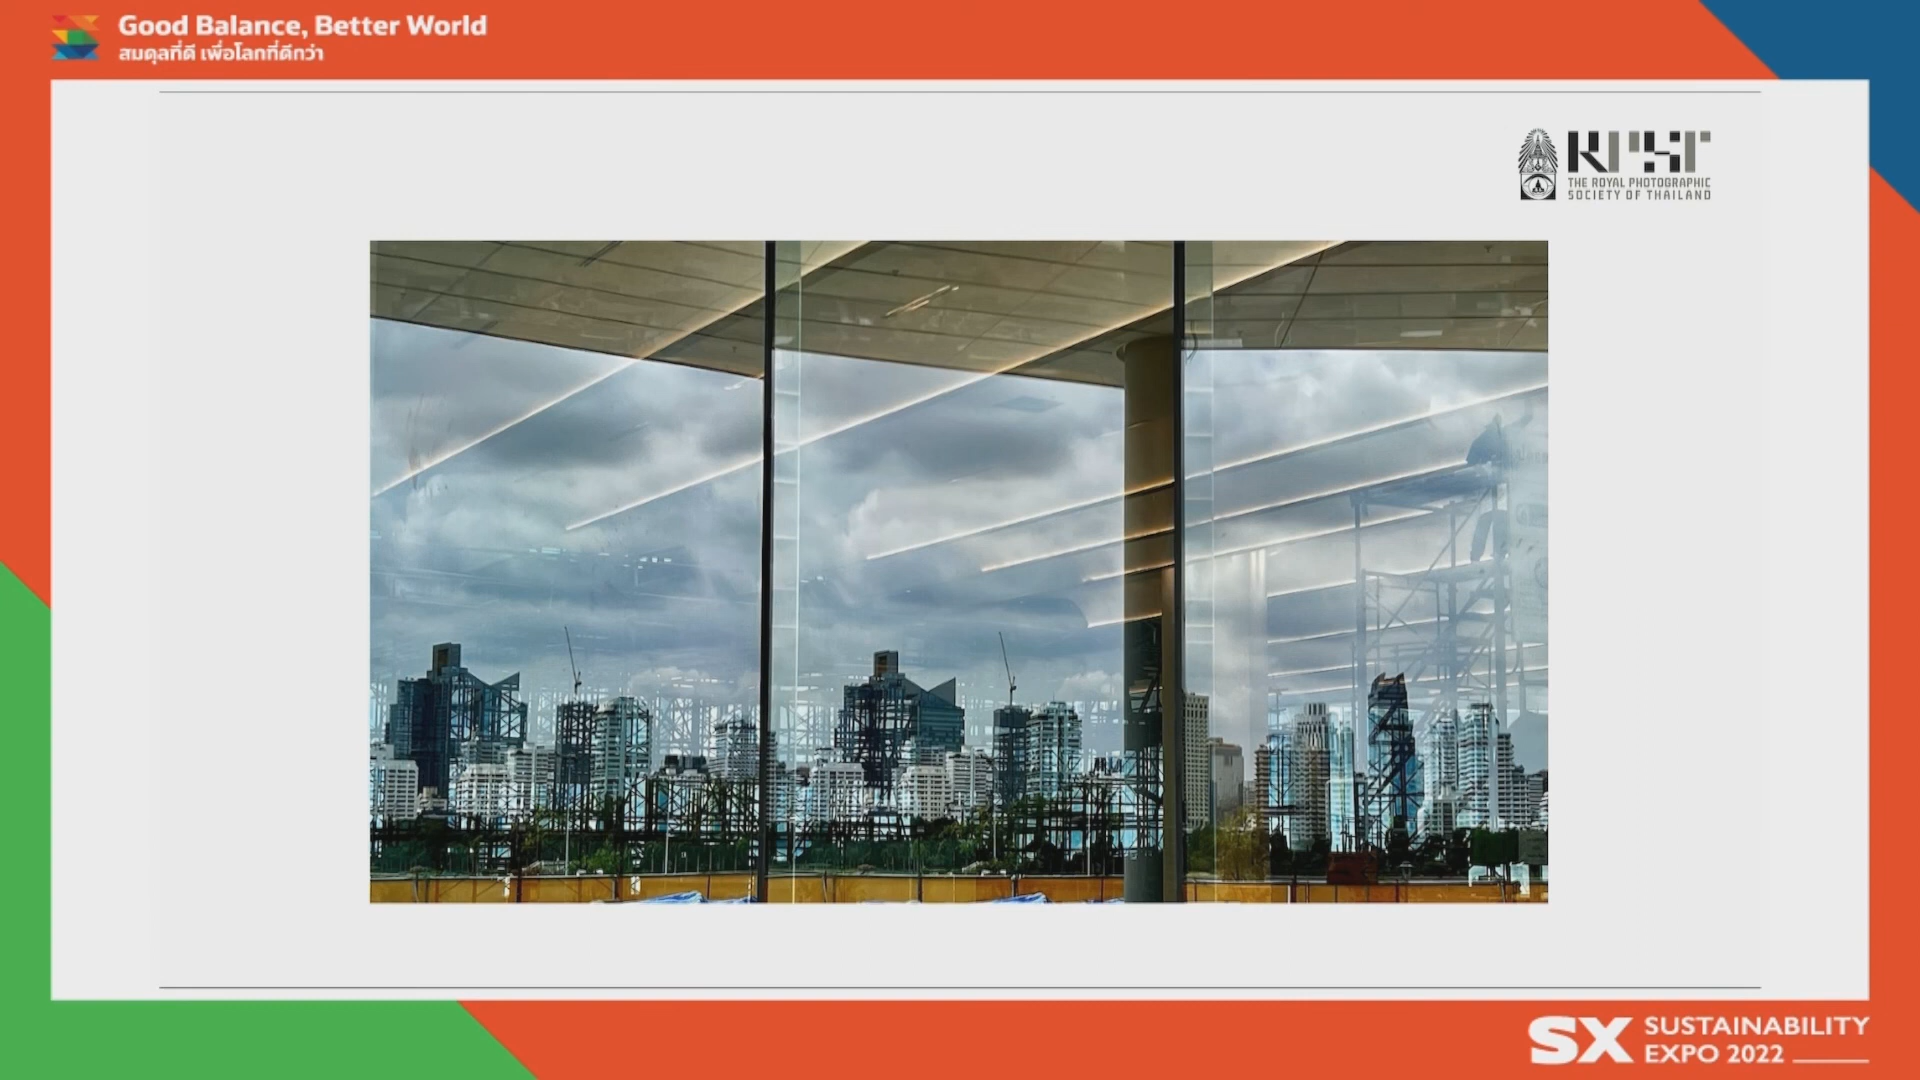 Good Balance, Better World
สมดุลที่ดี เพื่อโลกที่ดีกว่า
RPST
THE ROYAL PHOTOGRAPHIC
SOCIETY OF THAILAND
SX SUSTAINABILITY
EXPO 2022